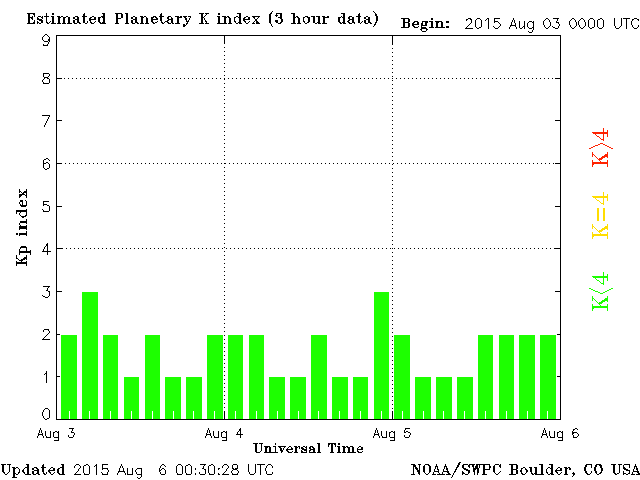 Estimated Planetary K index (3 hour data)
Begin: 2015 Aug 03 0000 UTC
9
8
7
6
5
4
3
2
1
0
Kp index
K>4
K=4
K<4
Aug 3
Aug 4
Aug 5
Aug 6
Universal Time
Updated 2015 Aug 6 00:30:28 UTC
NOAA/SWPC Boulder, CO USA